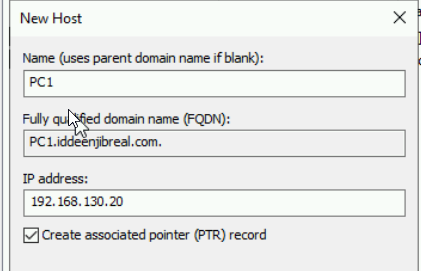 New Host
Name (uses parent domain name if blank):
PC1
Fully qualified domain name (FQDN):
PC1.iddeenjibreal.com.
IP address:
192.168.130.20
Create associated pointer (PTR) record